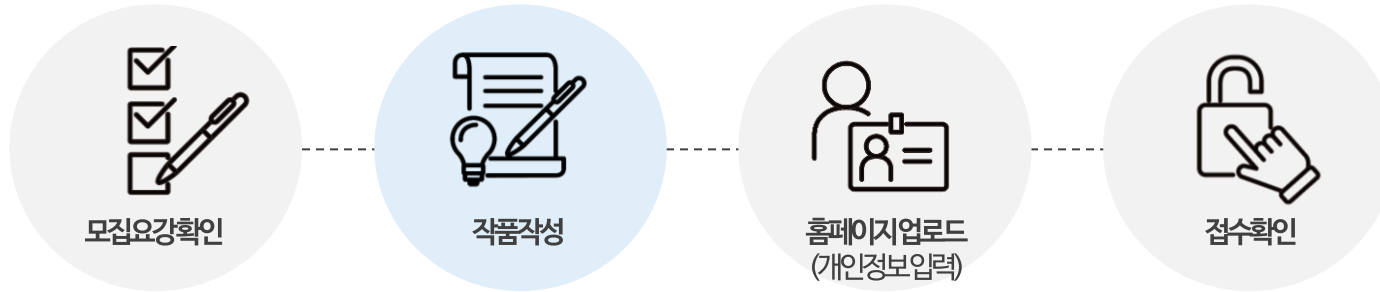 모집요강확인
작품작성
홈페이지업로드
(개인정보입력)
접수확인